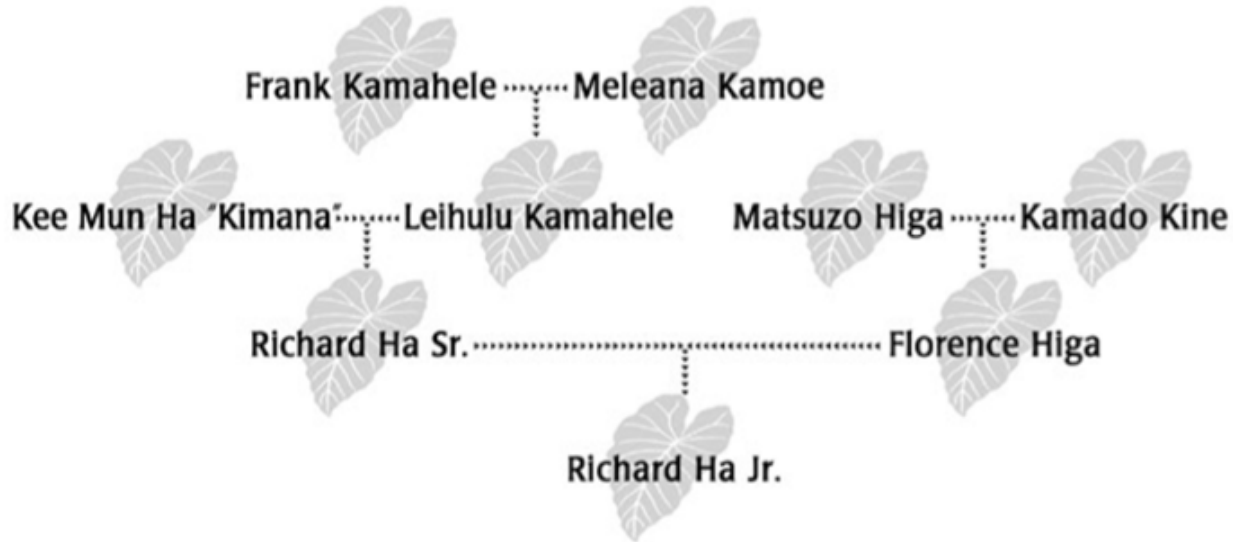 Frank Kamahele Meleana Kamoe
Kee Mun Ha "Kimana" Leihulu Kamahele Matsuzo Higa Kamado Kine
Richard Ha Sr. Florence Higa
Richard Ha Jr.